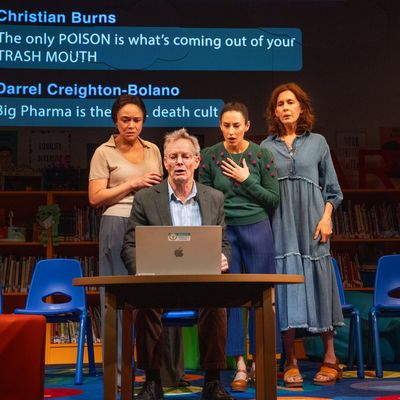 Christian Burns
The only POISON is what's coming out of your
TRASH MOUTH
Darrel Creighton-Bolano
Big Pharma is the death cult